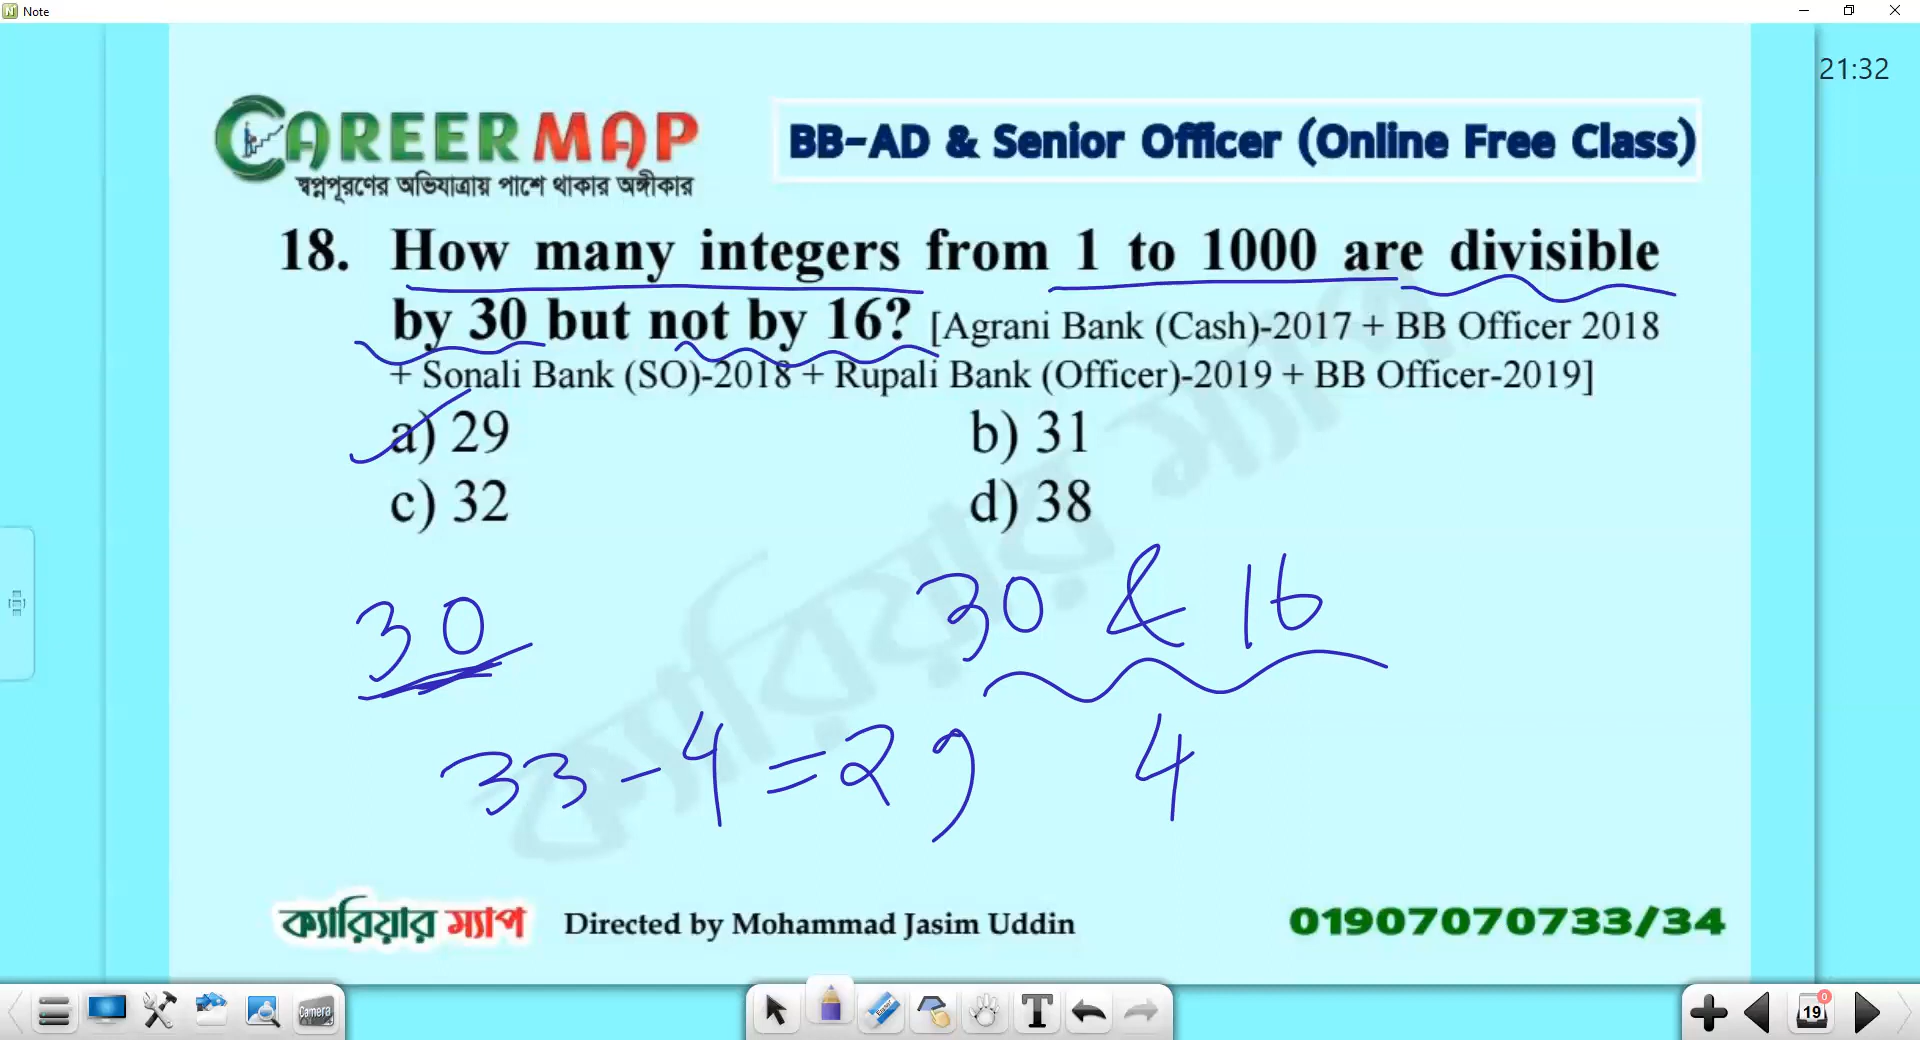 Note
21:32
CAREER MAP
স্বপ্নপূরণের অভিযাত্রায় পাশে থাকার অঙ্গীকার
BB-AD & Senior Officer (Online Free Class)
18. How many integers from 1 to 1000 are divisible
by 30 but not by 16? [Agrani Bank (Cash)-2017 + BB Officer 2018
+ Sonali Bank (SO)-2018 + Rupali Bank (Officer)-2019 + BB Officer-2019]
a) 29 b) 31
c) 32 d) 38
ক্যারিয়ার ম্যাপ
30 30 & 16
33 - 4 = 29 4
ক্যারিয়ার ম্যাপ Directed by Mohammad Jasim Uddin 01907070733/34
Camera T 19 0